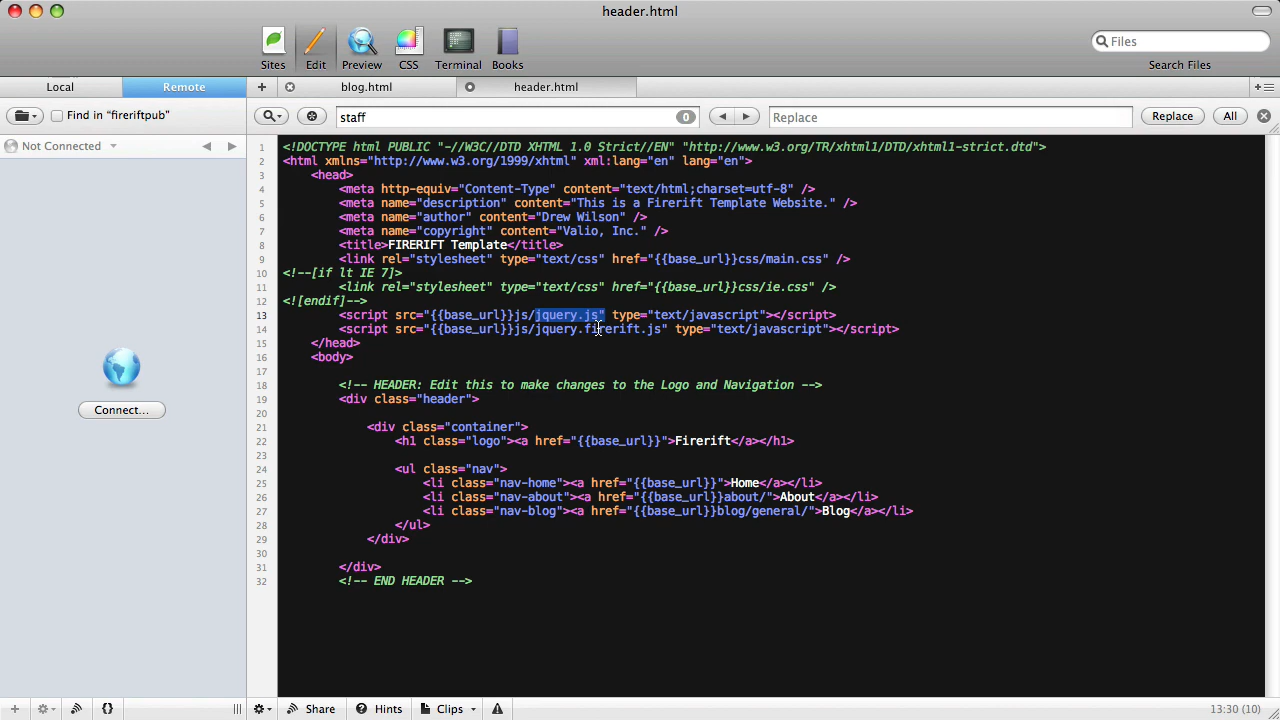 header.html
Files
Sites Edit Preview CSS Terminal Books Search Files
Local Remote blog.html header.html
Find in “fireriftpub” staff 0 Replace Replace All
Not Connected
Connect...
1 <!DOCTYPE html PUBLIC "-//W3C//DTD XHTML 1.0 Strict//EN" "http://www.w3.org/TR/xhtml1/DTD/xhtml1-strict.dtd">
2 <html xmlns="http://www.w3.org/1999/xhtml" xml:lang="en" lang="en">
3 <head>
4 <meta http-equiv="Content-Type" content="text/html;charset=utf-8" />
5 <meta name="description" content="This is a Firerift Template Website." />
6 <meta name="author" content="Drew Wilson" />
7 <meta name="copyright" content="Valio, Inc." />
8 <title>FIRERIFT Template</title>
9 <link rel="stylesheet" type="text/css" href="{{base_url}}css/main.css" />
10 <!--[if lt IE 7]>
11 <link rel="stylesheet" type="text/css" href="{{base_url}}css/ie.css" />
12 <![endif]-->
13 <script src="{{base_url}}js/jquery.js" type="text/javascript"></script>
14 <script src="{{base_url}}js/jquery.firerift.js" type="text/javascript"></script>
15 </head>
16 <body>
17
18 <!-- HEADER: Edit this to make changes to the Logo and Navigation -->
19 <div class="header">
20
21 <div class="container">
22 <h1 class="logo"><a href="{{base_url}}">Firerift</a></h1>
23
24 <ul class="nav">
25 <li class="nav-home"><a href="{{base_url}}">Home</a></li>
26 <li class="nav-about"><a href="{{base_url}}about/">About</a></li>
27 <li class="nav-blog"><a href="{{base_url}}blog/general/">Blog</a></li>
28 </ul>
29 </div>
30
31 </div>
32 <!-- END HEADER -->
Share Hints Clips 13:30 (10)